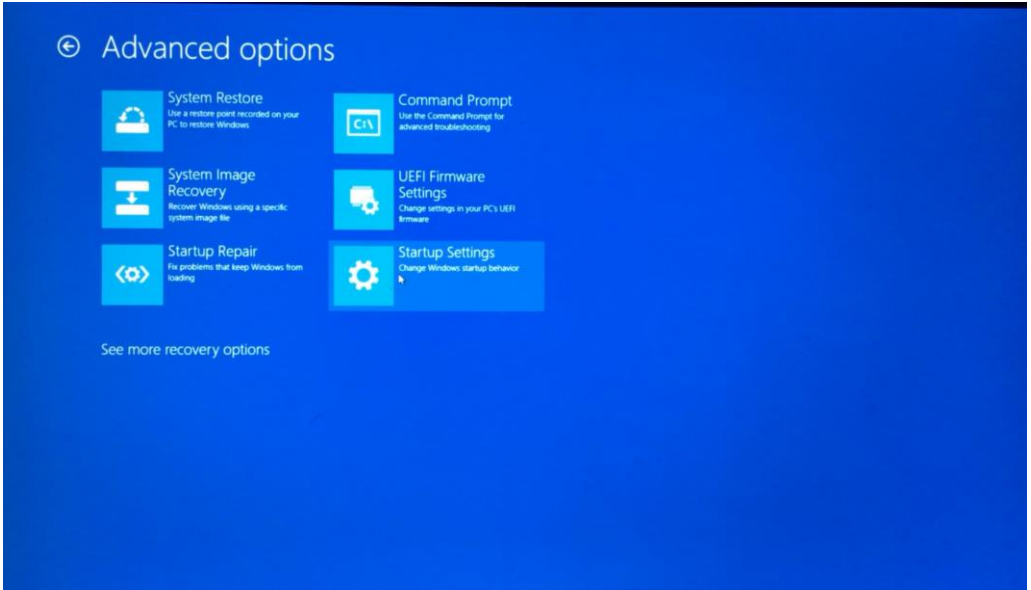 Advanced options
System Restore
Use a restore point recorded on your
PC to restore Windows
Command Prompt
Use the Command Prompt for
advanced troubleshooting
C:\
System Image
Recovery
Recover Windows using a specific
system image file
UEFI Firmware
Settings
Change settings in your PC's UEFI
firmware
Startup Repair
Fix problems that keep Windows from
loading
Startup Settings
Change Windows startup behavior
See more recovery options